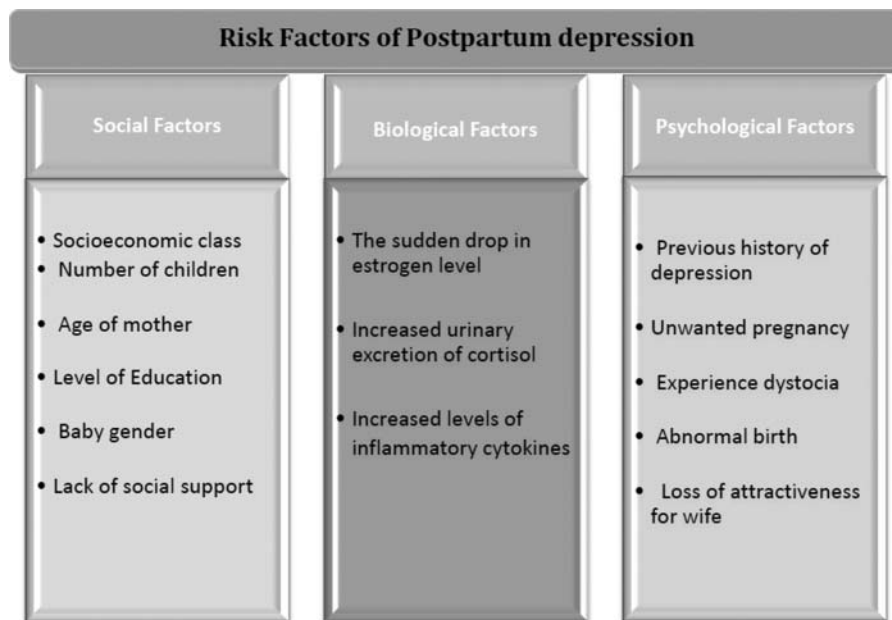 Risk Factors of Postpartum depression
Social Factors
• Socioeconomic class
• Number of children
• Age of mother
• Level of Education
• Baby gender
• Lack of social support
Biological Factors
• The sudden drop in
estrogen level
• Increased urinary
excretion of cortisol
• Increased levels of
inflammatory cytokines
Psychological Factors
• Previous history of
depression
• Unwanted pregnancy
• Experience dystocia
• Abnormal birth
• Loss of attractiveness
for wife